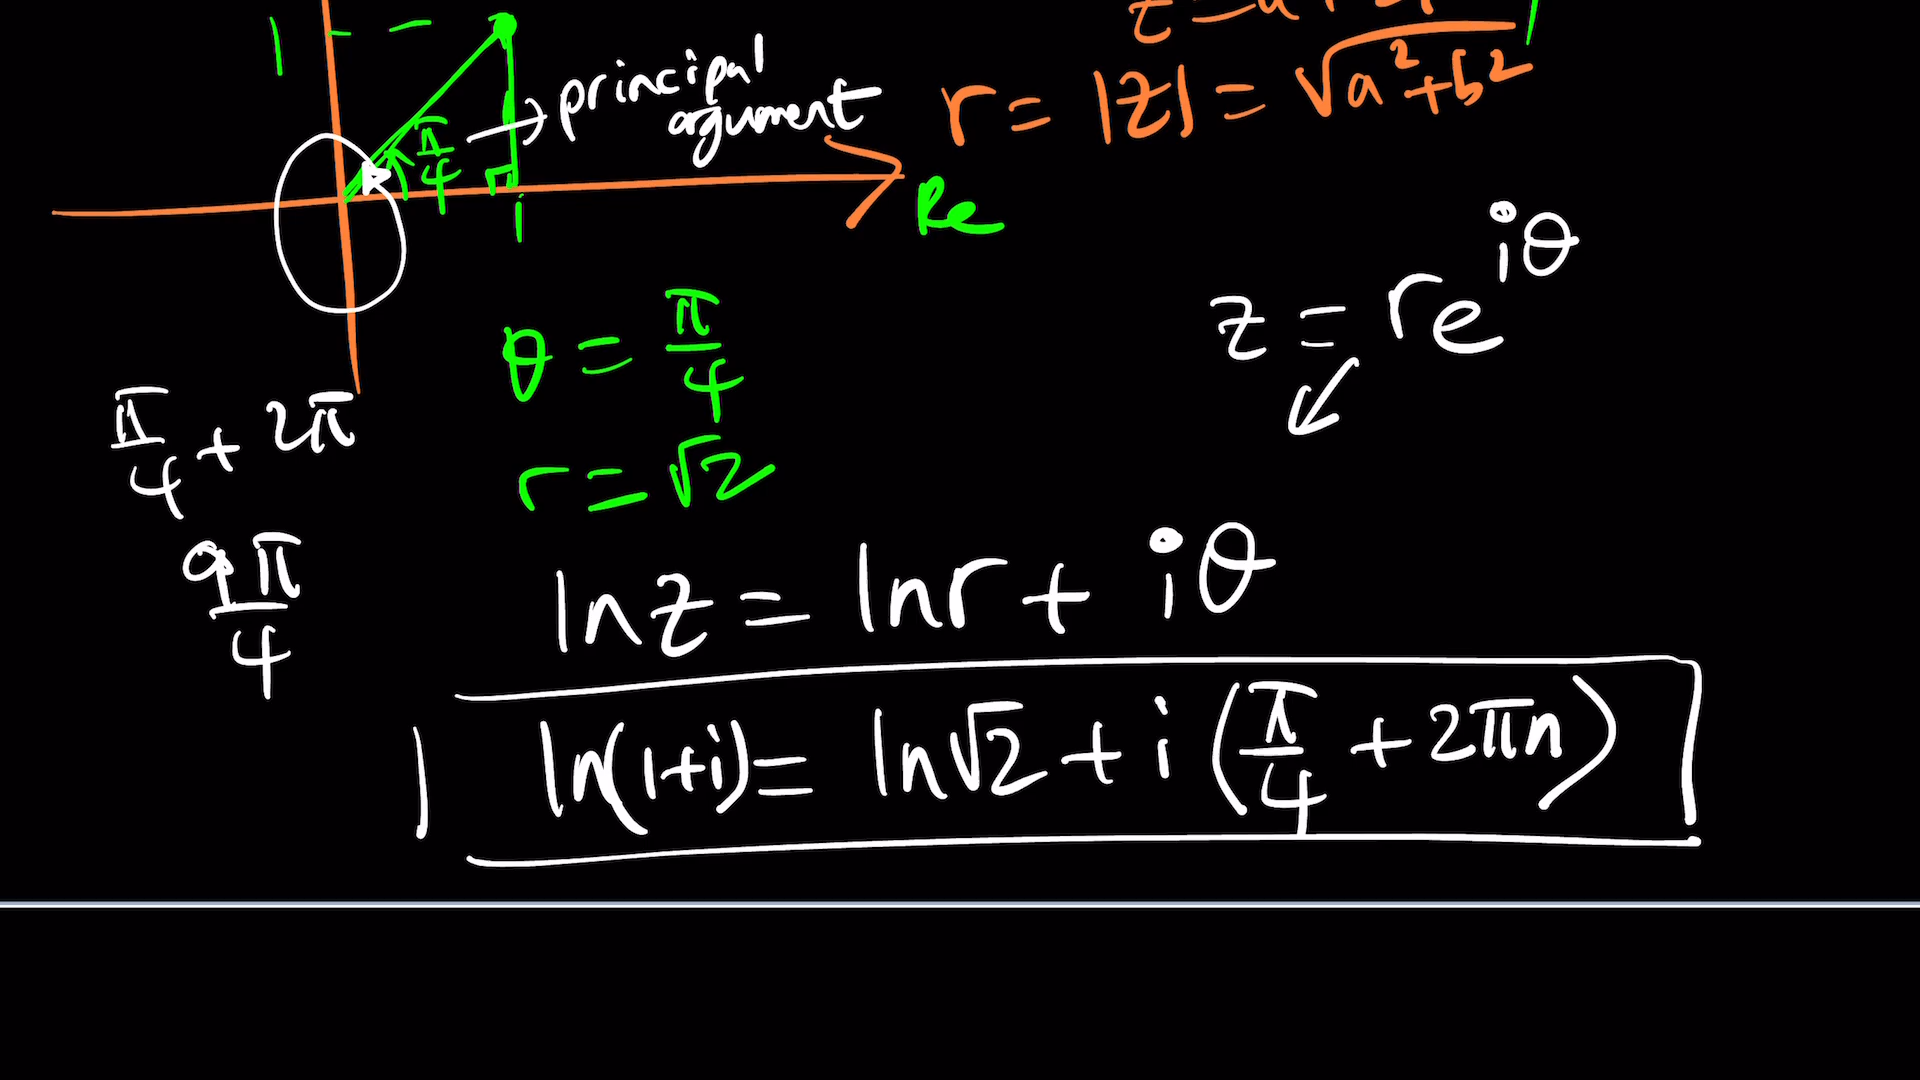 1
principal
argument
π/4
1
Re
r = |z| = √(a²+b²)
z = re^(iθ)
θ = π/4
r = √2
π/4 + 2π
9π/4
ln z = ln r + iθ
ln(1+i) = ln√2 + i(π/4 + 2πn)